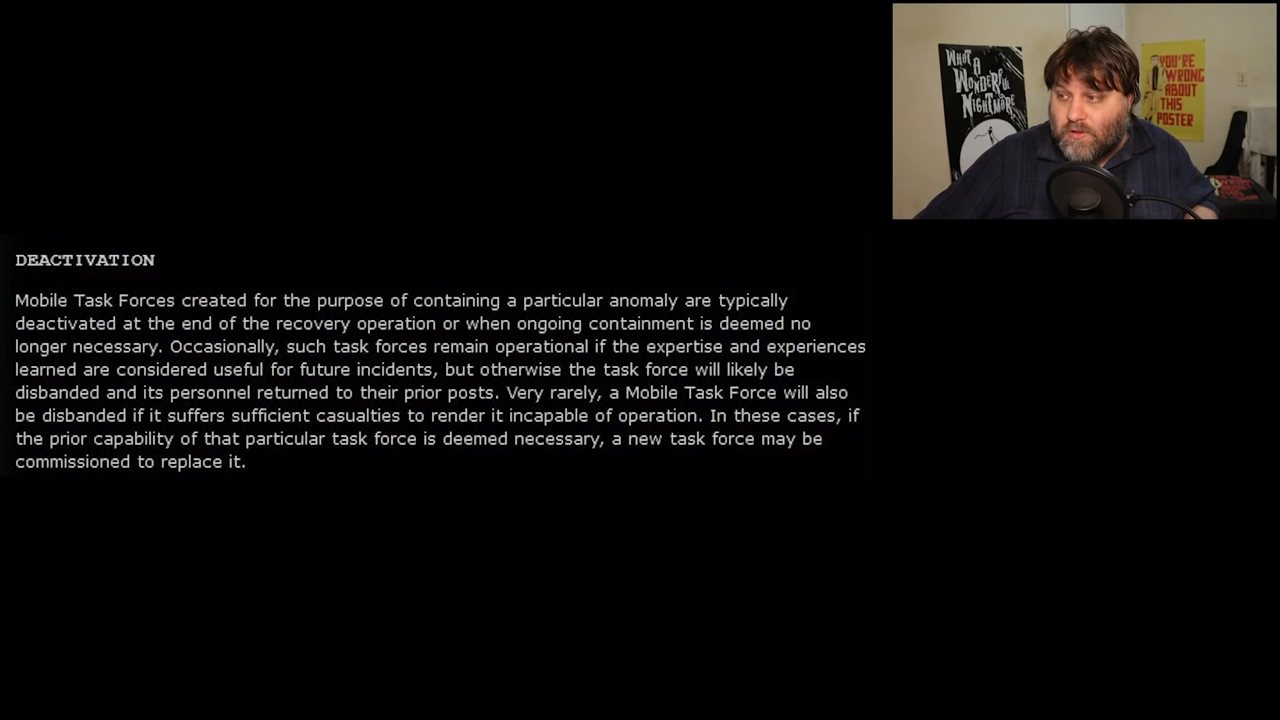 WHAT A
WONDERFUL
NIGHTMARE
YOU'RE
WRONG
ABOUT
THIS
POSTER
DEACTIVATION
Mobile Task Forces created for the purpose of containing a particular anomaly are typically
deactivated at the end of the recovery operation or when ongoing containment is deemed no
longer necessary. Occasionally, such task forces remain operational if the expertise and experiences
learned are considered useful for future incidents, but otherwise the task force will likely be
disbanded and its personnel returned to their prior posts. Very rarely, a Mobile Task Force will also
be disbanded if it suffers sufficient casualties to render it incapable of operation. In these cases, if
the prior capability of that particular task force is deemed necessary, a new task force may be
commissioned to replace it.